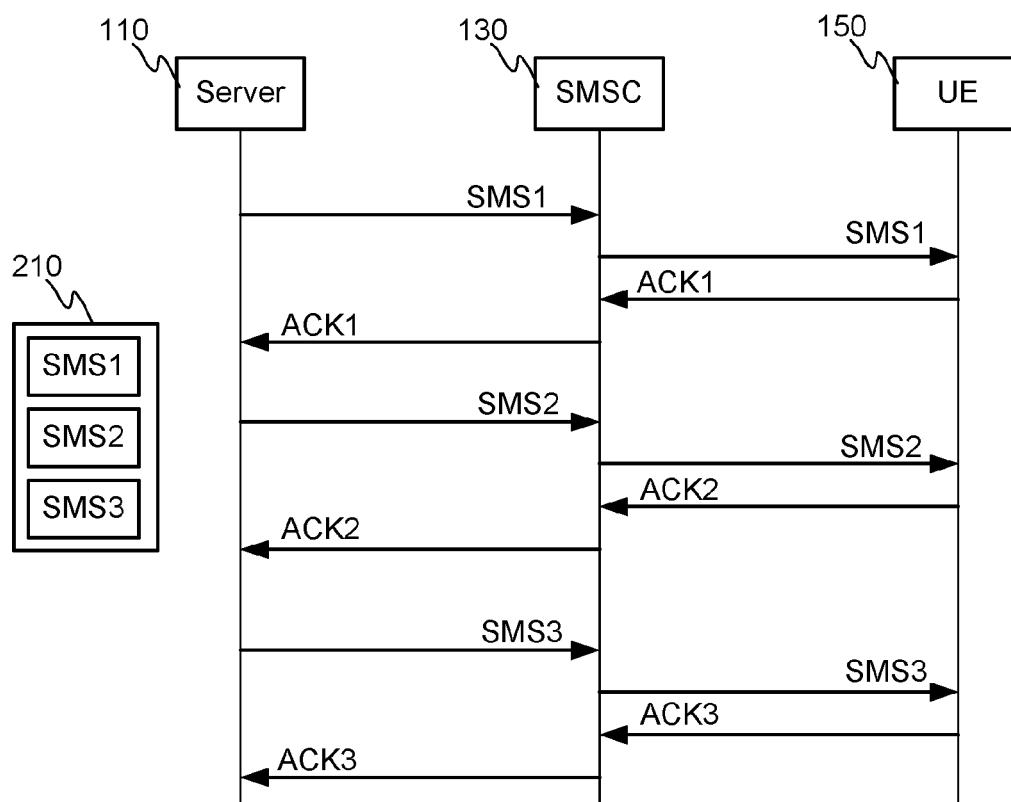 110
130
150
Server
SMSC
UE
SMS1
SMS1
ACK1
210
ACK1
SMS1
SMS2
SMS2
SMS2
ACK2
SMS3
ACK2
SMS3
SMS3
ACK3
ACK3